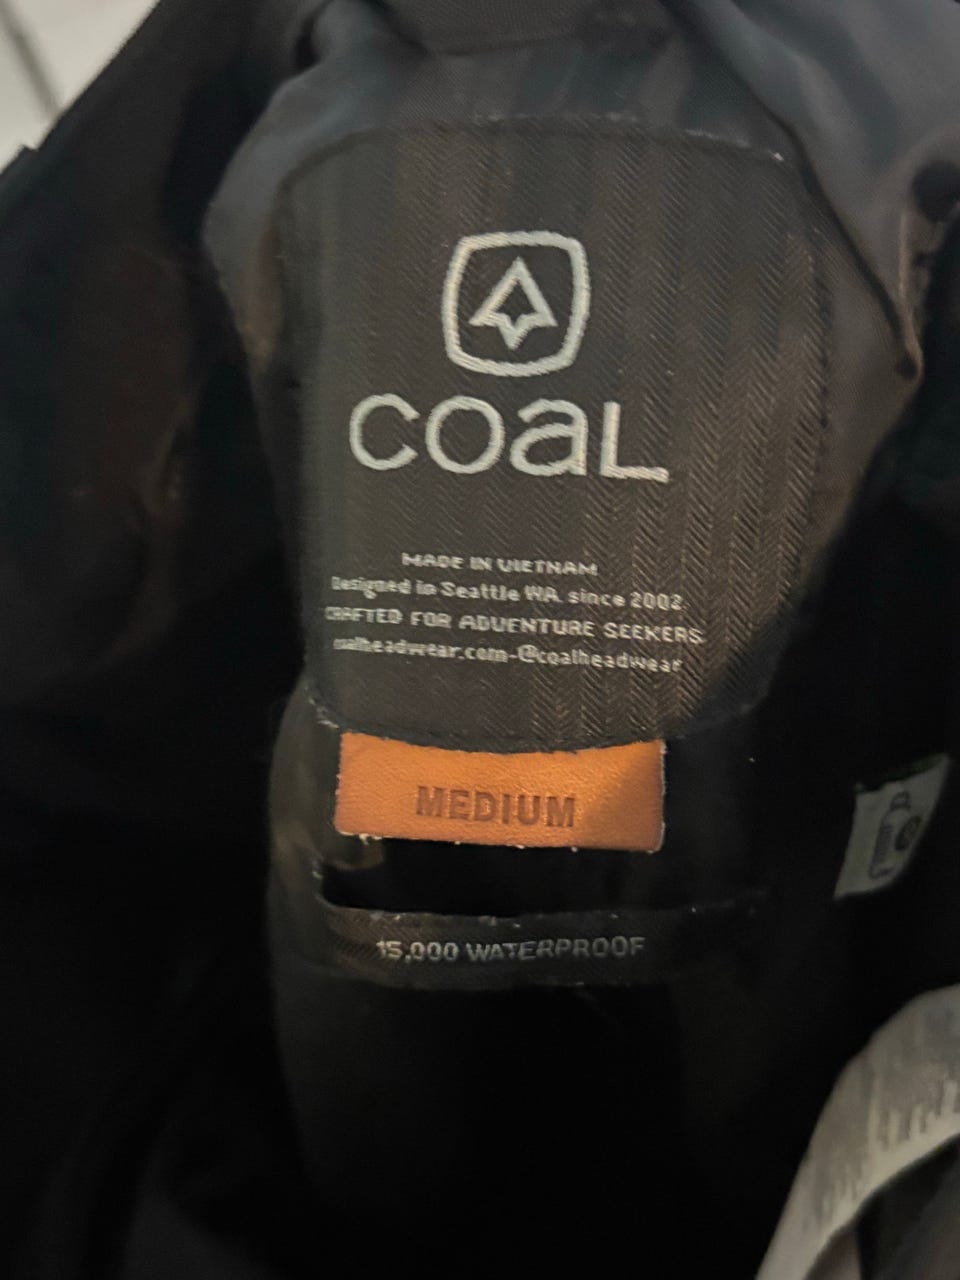 coaL
MADE IN VIETNAM
Designed in Seattle WA since 2002
CRAFTED FOR ADVENTURE SEEKERS
coalheadwear.com-@coalheadwear
MEDIUM
15,000 WATERPROOF